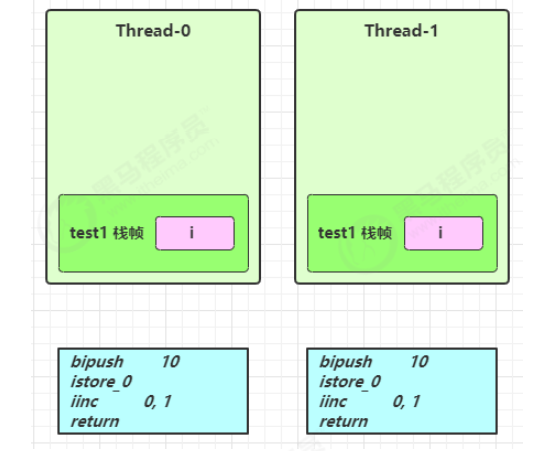 Thread-0
Thread-1
test1 栈帧
i
test1 栈帧
i
bipush 10
istore_0
iinc 0, 1
return
bipush 10
istore_0
iinc 0, 1
return